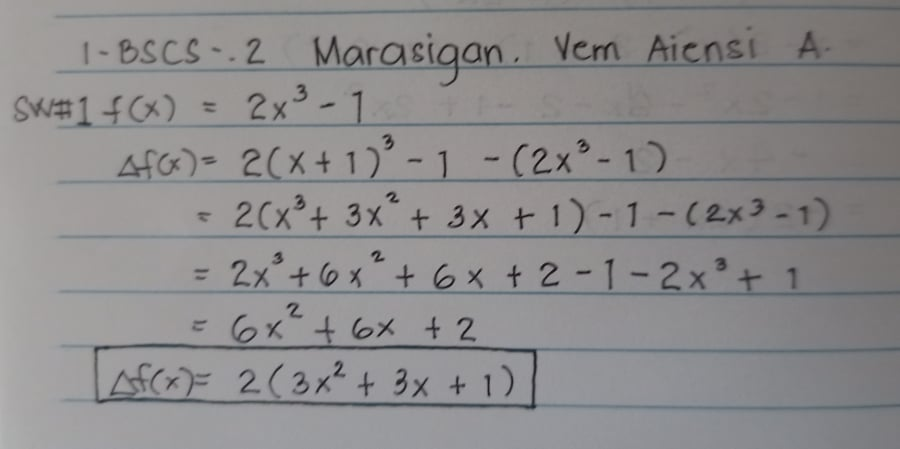 1-BSCS-.2 Marasigan. Vem Aiensi A.
SW#1 f(x) = 2x³ - 1
Δf(x) = 2(x + 1)³ - 1 - (2x³ - 1)
= 2(x³ + 3x² + 3x + 1) - 1 - (2x³ - 1)
= 2x³ + 6x² + 6x + 2 - 1 - 2x³ + 1
= 6x² + 6x + 2
Δf(x) = 2(3x² + 3x + 1)